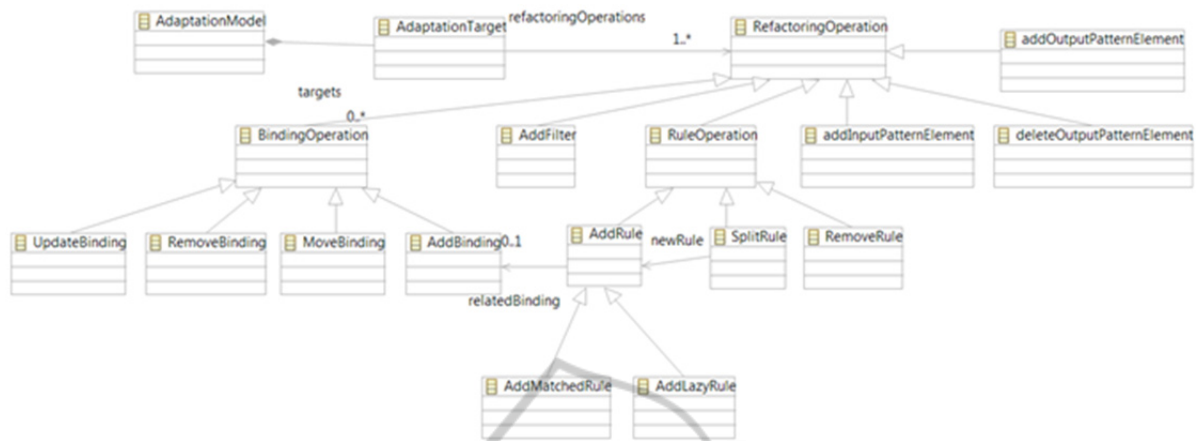 AdaptationModel
AdaptationTarget
refactoringOperations
1..*
RefactoringOperation
addOutputPatternElement
targets
0..*
BindingOperation
AddFilter
RuleOperation
addInputPatternElement
deleteOutputPatternElement
UpdateBinding
RemoveBinding
MoveBinding
AddBinding
0..1
AddRule
newRule
SplitRule
RemoveRule
relatedBinding
AddMatchedRule
AddLazyRule